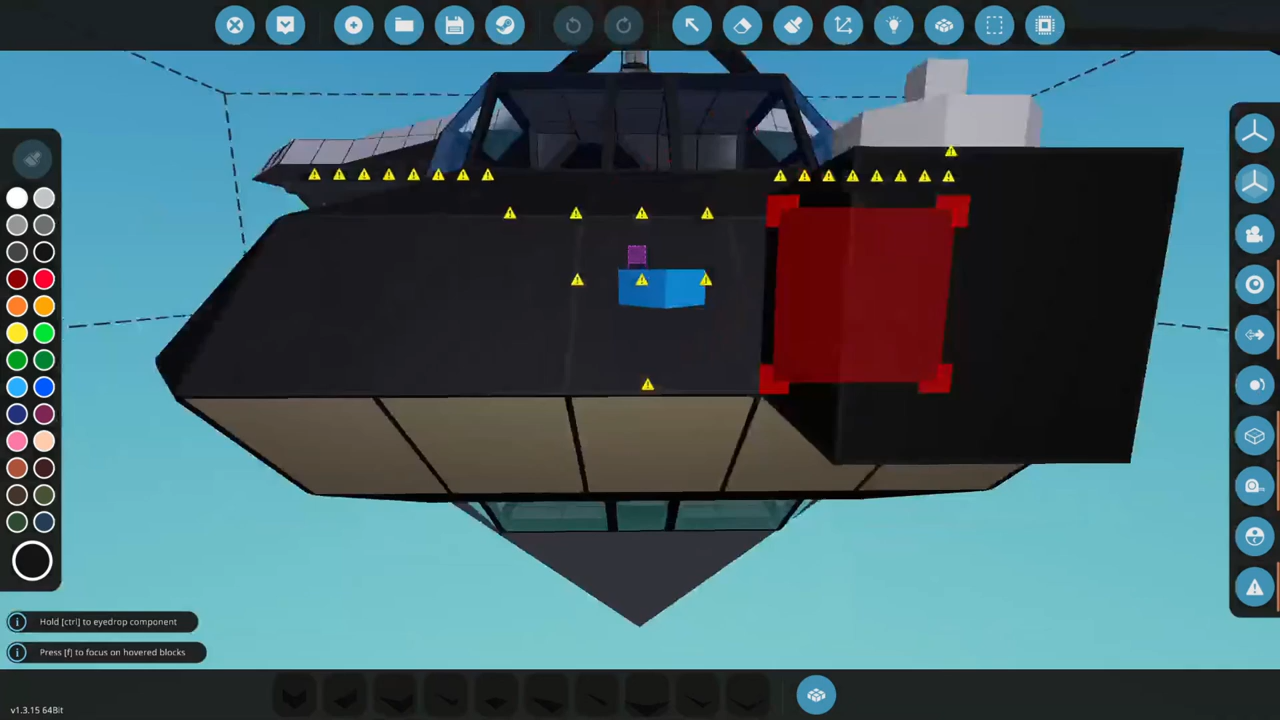 Hold [ctrl] to eyedrop component
Press [f] to focus on hovered blocks
v1.3.15 64Bit